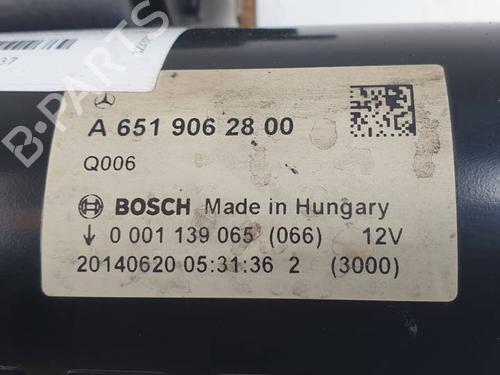 37
B-PARTS
A 651 906 28 00
Q006
BOSCH Made in Hungary
↓ 0 001 139 065 (066) 12V
20140620 05:31:36 2 (3000)